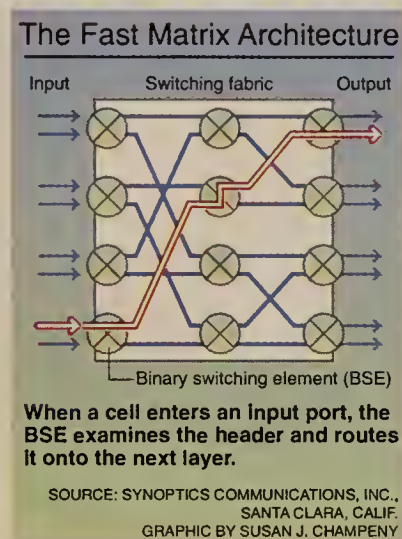 The Fast Matrix Architecture
Input Switching fabric Output
Binary switching element (BSE)
When a cell enters an input port, the
BSE examines the header and routes
it onto the next layer.
SOURCE: SYNOPTICS COMMUNICATIONS, INC.,
SANTA CLARA, CALIF.
GRAPHIC BY SUSAN J. CHAMPENY